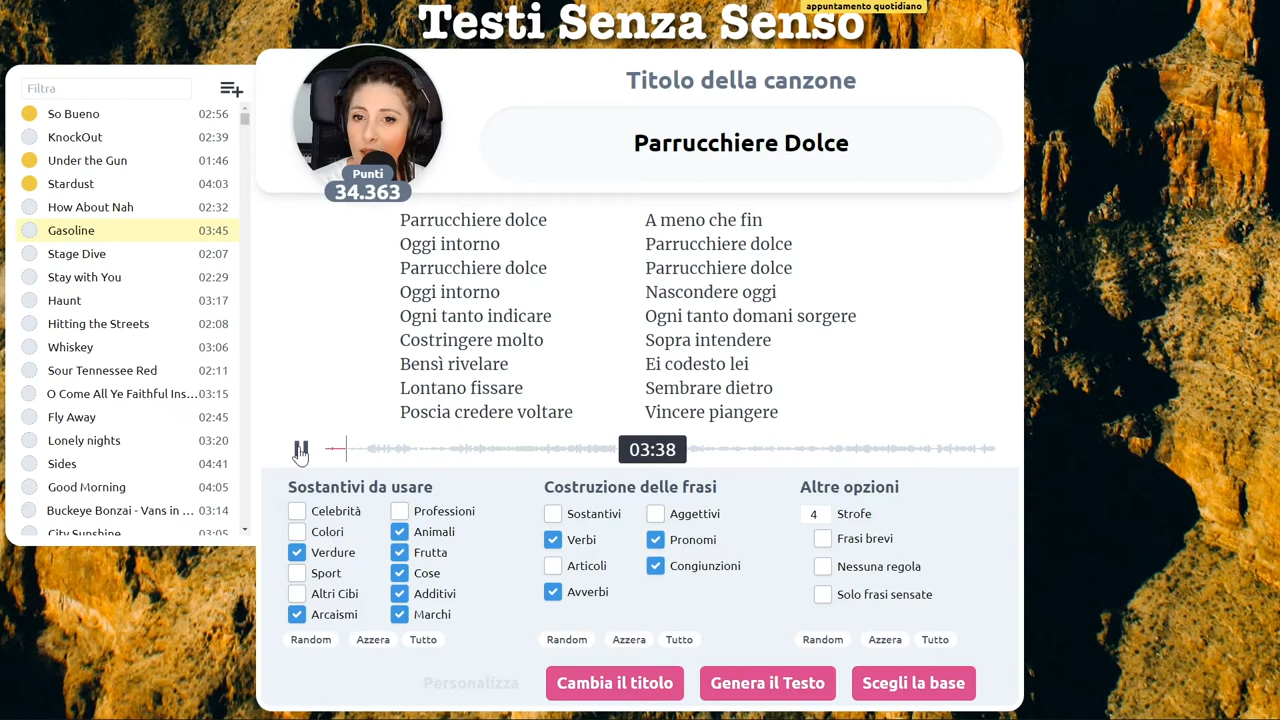 appuntamento quotidiano
Testi Senza Senso
Filtra
So Bueno 02:56
KnockOut 02:39
Under the Gun 01:46
Stardust 04:03
How About Nah 02:32
Gasoline 03:45
Stage Dive 02:07
Stay with You 02:29
Haunt 03:17
Hitting the Streets 02:08
Whiskey 03:06
Sour Tennessee Red 02:11
O Come All Ye Faithful Ins... 03:15
Fly Away 02:45
Lonely nights 03:20
Sides 04:41
Good Morning 04:05
Buckeye Bonzai - Vans in ... 03:14
City Sunshine 03:05
Punti
34.363
Titolo della canzone
Parrucchiere Dolce
Parrucchiere dolce
Oggi intorno
Parrucchiere dolce
Oggi intorno
Ogni tanto indicare
Costringere molto
Bensì rivelare
Lontano fissare
Poscia credere voltare
A meno che fin
Parrucchiere dolce
Parrucchiere dolce
Nascondere oggi
Ogni tanto domani sorgere
Sopra intendere
Ei codesto lei
Sembrare dietro
Vincere piangere
03:38
Sostantivi da usare
Celebrità Professioni
Colori Animali
Verdure Frutta
Sport Cose
Altri Cibi Additivi
Arcaismi Marchi
Random Azzera Tutto
Costruzione delle frasi
Sostantivi Aggettivi
Verbi Pronomi
Articoli Congiunzioni
Avverbi
Random Azzera Tutto
Altre opzioni
4 Strofe
Frasi brevi
Nessuna regola
Solo frasi sensate
Random Azzera Tutto
Personalizza Cambia il titolo Genera il Testo Scegli la base